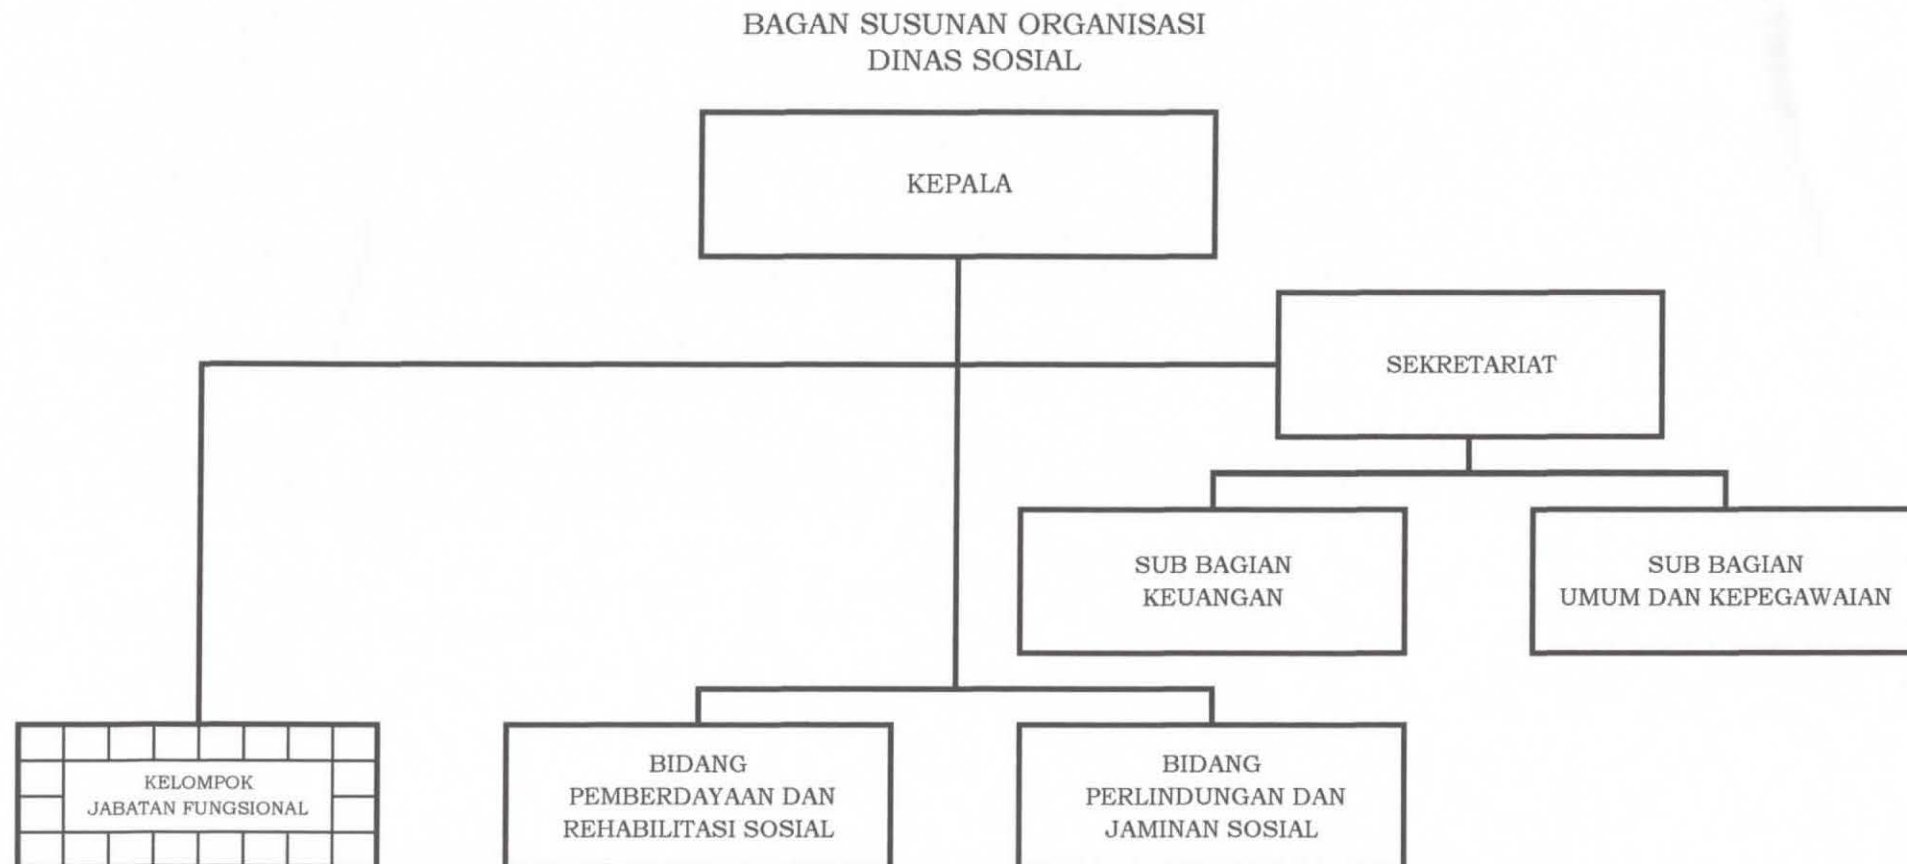 BAGAN SUSUNAN ORGANISASI
DINAS SOSIAL
KEPALA
SEKRETARIAT
SUB BAGIAN
KEUANGAN
SUB BAGIAN
UMUM DAN KEPEGAWAIAN
KELOMPOK
JABATAN FUNGSIONAL
BIDANG
PEMBERDAYAAN DAN
REHABILITASI SOSIAL
BIDANG
PERLINDUNGAN DAN
JAMINAN SOSIAL